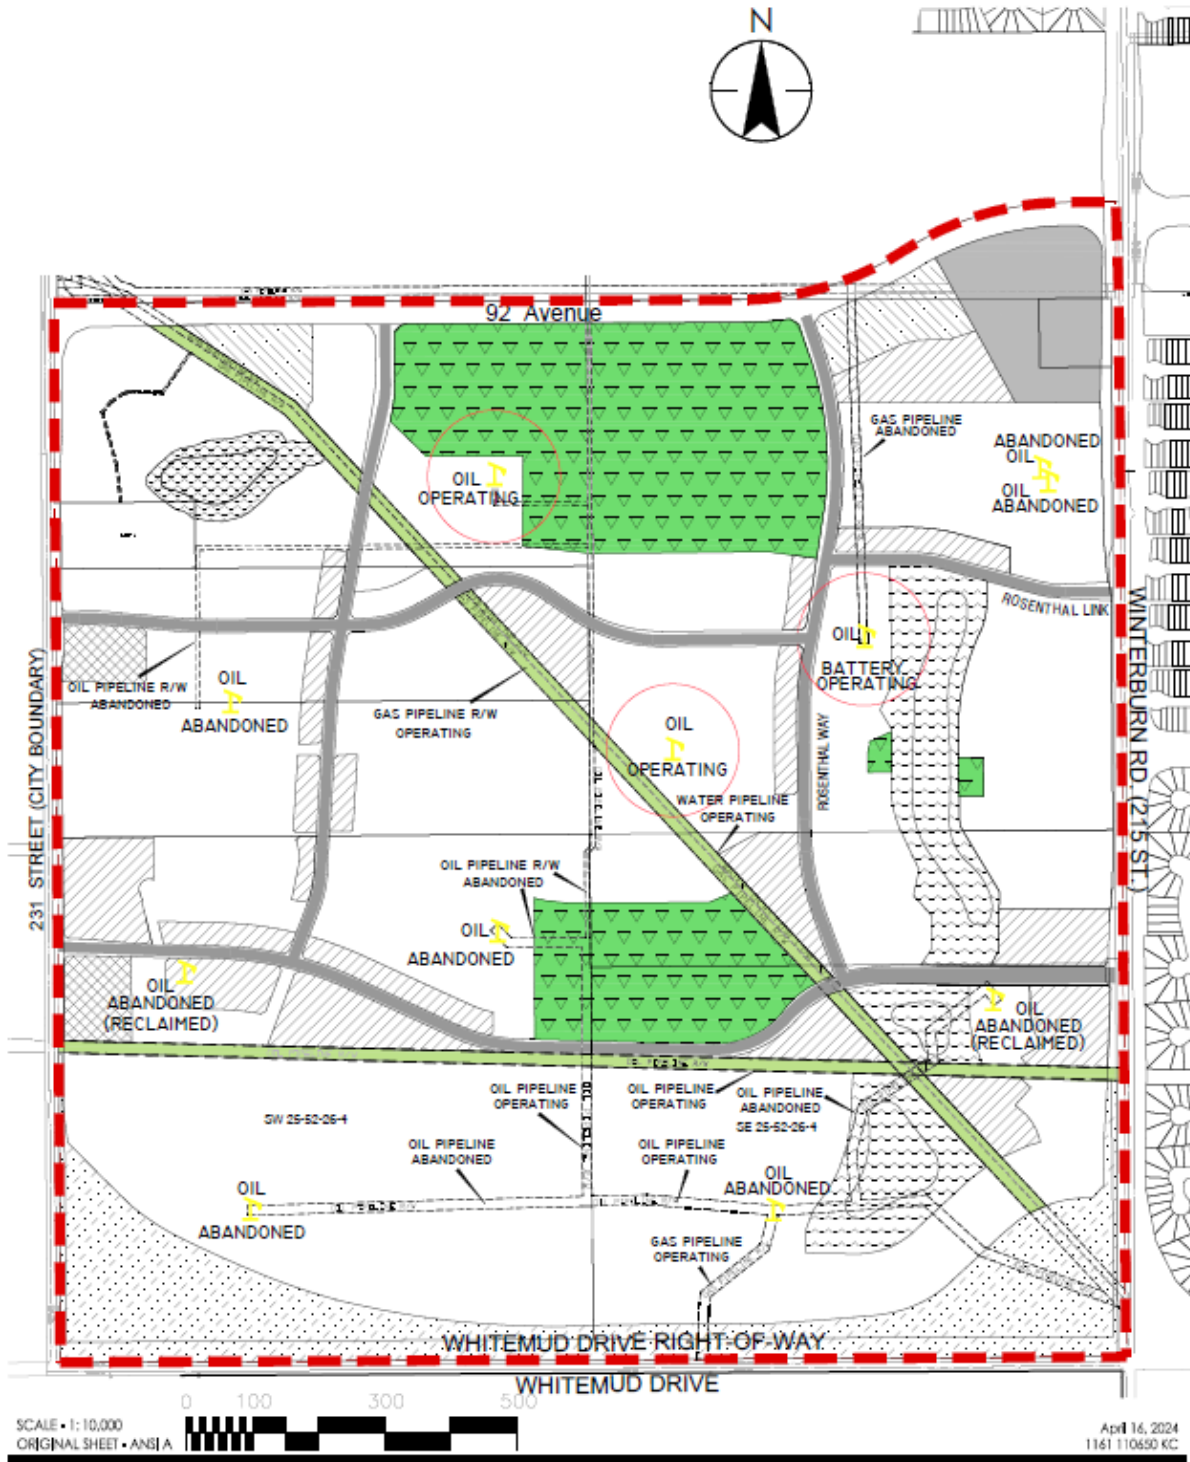 N
92 Avenue
GAS PIPELINE
ABANDONED
ABANDONED
OIL
OIL
ABANDONED
OIL
OPERATING
ROSENTHAL LINK
OIL
BATTERY
OPERATING
OIL PIPELINE R/W
ABANDONED
OIL
ABANDONED
GAS PIPELINE R/W
OPERATING
OIL
OPERATING
ROSENTHAL WAY
WINTERBURN RD. (215 ST.)
231 STREET (CITY BOUNDARY)
WATER PIPELINE
OPERATING
OIL PIPELINE R/W
ABANDONED
OIL
ABANDONED
OIL
ABANDONED
(RECLAIMED)
OIL
ABANDONED
(RECLAIMED)
OIL PIPELINE
OPERATING
OIL PIPELINE
OPERATING
OIL PIPELINE
ABANDONED
SW 25-52-26-4
SE 25-52-26-4
OIL PIPELINE
ABANDONED
OIL PIPELINE
OPERATING
OIL
ABANDONED
OIL
ABANDONED
GAS PIPELINE
OPERATING
WHITEMUD DRIVE RIGHT-OF-WAY
WHITEMUD DRIVE
0 100 300 500
SCALE • 1:10,000
ORIGINAL SHEET • ANSI A
April 16, 2024
1161 110650 KC